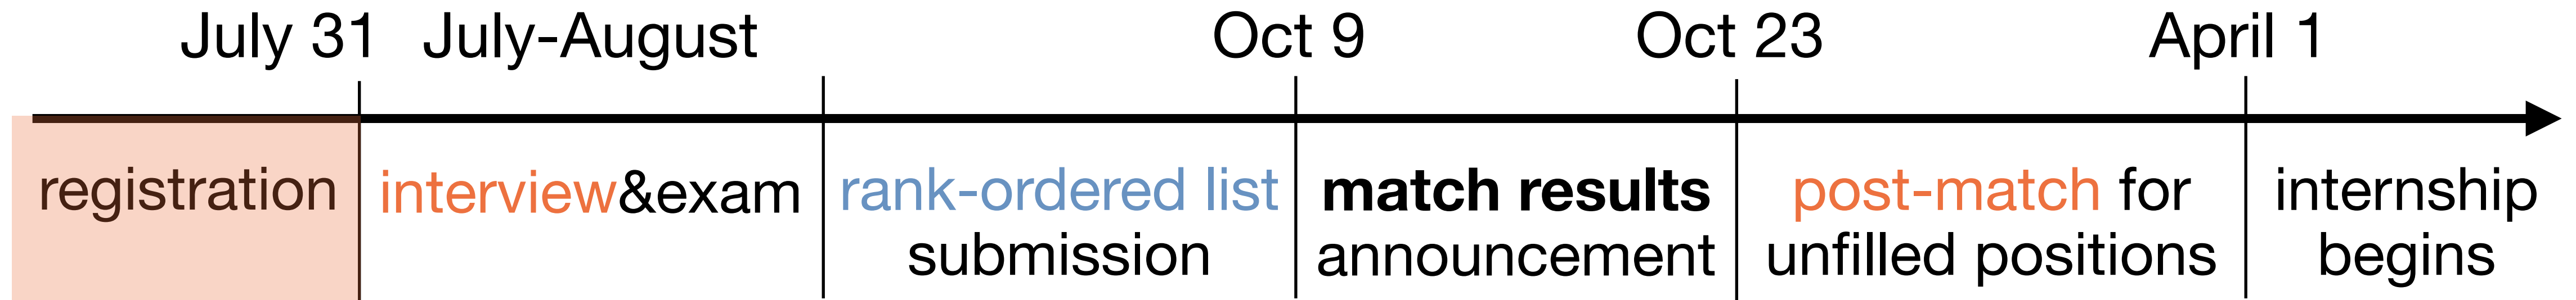 July 31 July-August Oct 9 Oct 23 April 1
registration interview&exam rank-ordered list match results post-match for internship
submission announcement unfilled positions begins